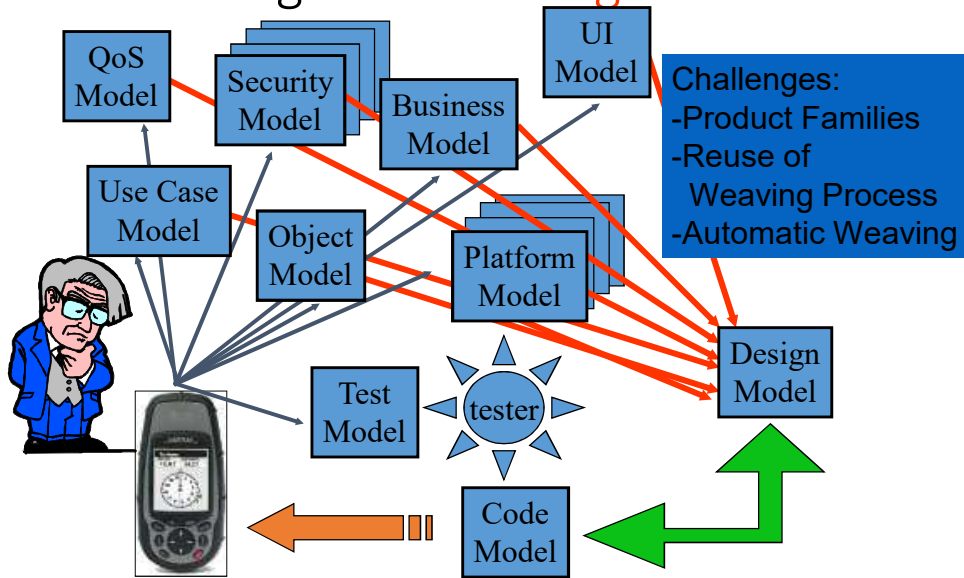 UI
Model
QoS
Model
Security
Model
Business
Model
Challenges:
-Product Families
-Reuse of
Weaving Process
-Automatic Weaving
Use Case
Model
Object
Model
Platform
Model
Design
Model
Test
Model
tester
Code
Model